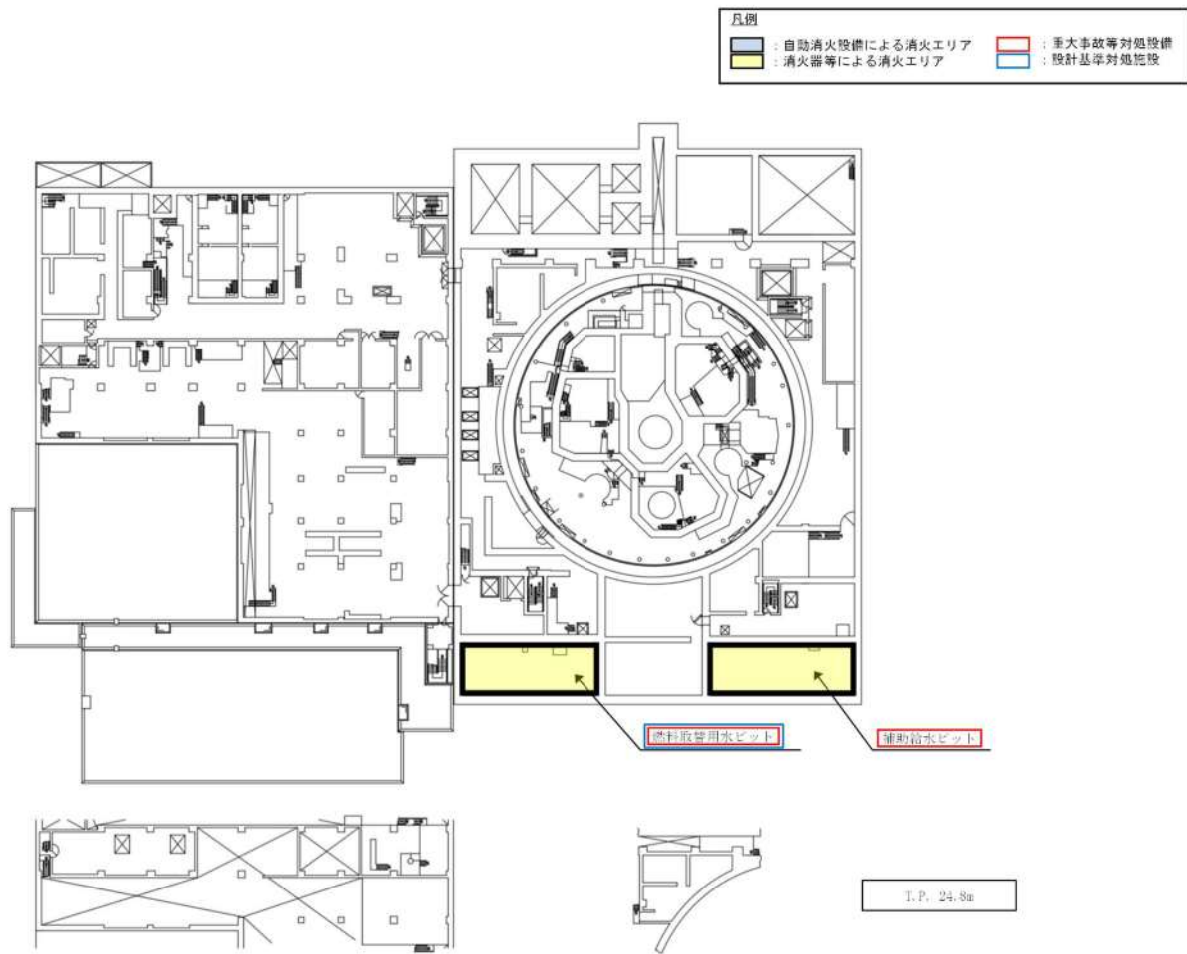 凡例
：自動消火設備による消火エリア
：消火器等による消火エリア
：重大事故等対処設備
：設計基準対処施設
燃料取替用水ピット
補助給水ピット
T.P. 24.8m